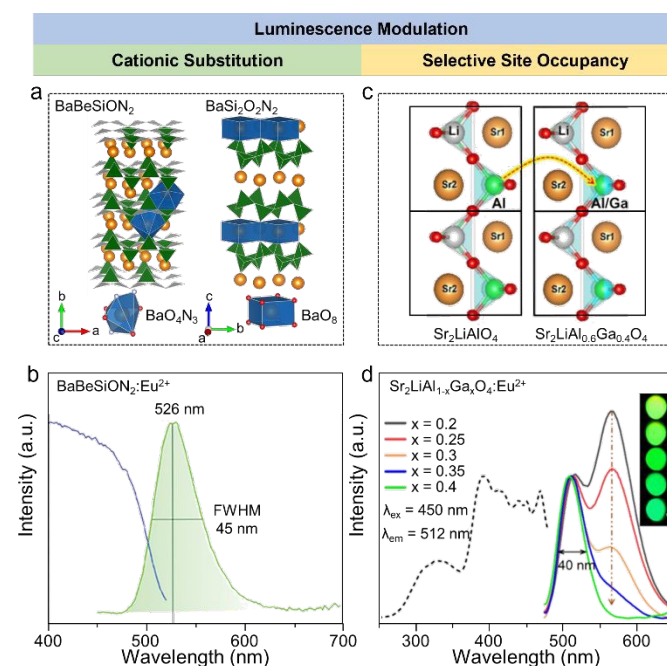 Luminescence Modulation
Cationic Substitution
Selective Site Occupancy
a
BaBeSiON₂
BaSi₂O₂N₂
b
c
a
BaO₄N₃
c
a
b
BaO₈
c
Li
Sr1
Li
Sr1
Sr2
Al
Sr2
Al/Ga
Sr1
Sr1
Sr2
Sr2
Sr₂LiAlO₄
Sr₂LiAl₀.₆Ga₀.₄O₄
b
BaBeSiON₂:Eu²⁺
526 nm
FWHM
45 nm
Intensity (a.u.)
400 500 600 700
Wavelength (nm)
d
Sr₂LiAl₁₋ₓGaₓO₄:Eu²⁺
x = 0.2
x = 0.25
x = 0.3
x = 0.35
x = 0.4
λex = 450 nm
λem = 512 nm
40 nm
Intensity (a.u.)
300 400 500 600
Wavelength (nm)